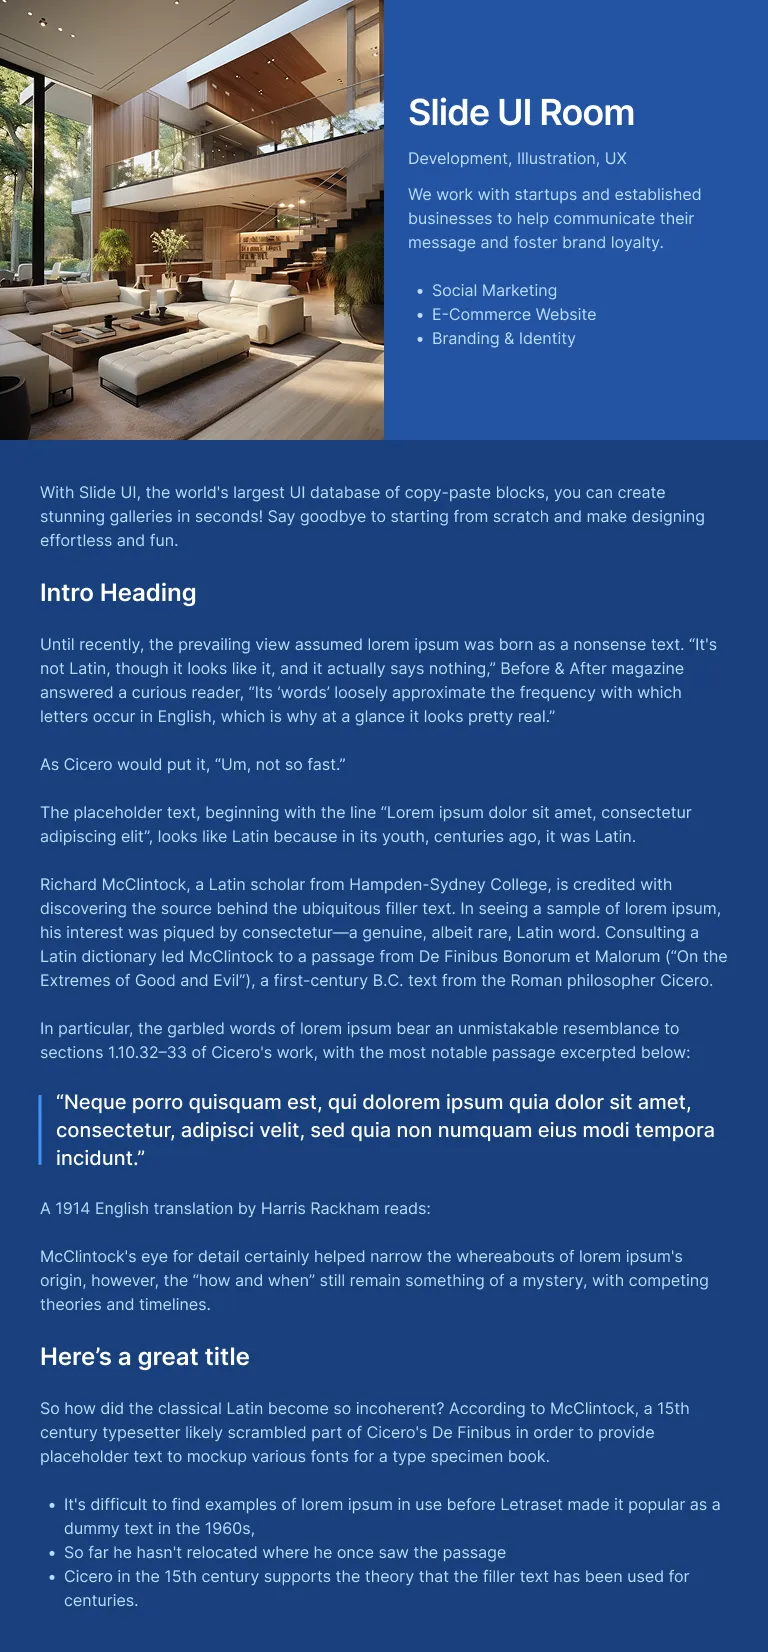 Slide UI Room
Development, Illustration, UX
We work with startups and established
businesses to help communicate their
message and foster brand loyalty.
• Social Marketing
• E-Commerce Website
• Branding & Identity
With Slide UI, the world's largest UI database of copy-paste blocks, you can create
stunning galleries in seconds! Say goodbye to starting from scratch and make designing
effortless and fun.
Intro Heading
Until recently, the prevailing view assumed lorem ipsum was born as a nonsense text. “It's
not Latin, though it looks like it, and it actually says nothing,” Before & After magazine
answered a curious reader, “Its ‘words’ loosely approximate the frequency with which
letters occur in English, which is why at a glance it looks pretty real.”
As Cicero would put it, “Um, not so fast.”
The placeholder text, beginning with the line “Lorem ipsum dolor sit amet, consectetur
adipiscing elit”, looks like Latin because in its youth, centuries ago, it was Latin.
Richard McClintock, a Latin scholar from Hampden-Sydney College, is credited with
discovering the source behind the ubiquitous filler text. In seeing a sample of lorem ipsum,
his interest was piqued by consectetur—a genuine, albeit rare, Latin word. Consulting a
Latin dictionary led McClintock to a passage from De Finibus Bonorum et Malorum (“On the
Extremes of Good and Evil”), a first-century B.C. text from the Roman philosopher Cicero.
In particular, the garbled words of lorem ipsum bear an unmistakable resemblance to
sections 1.10.32–33 of Cicero's work, with the most notable passage excerpted below:
“Neque porro quisquam est, qui dolorem ipsum quia dolor sit amet,
consectetur, adipisci velit, sed quia non numquam eius modi tempora
incidunt.”
A 1914 English translation by Harris Rackham reads:
McClintock's eye for detail certainly helped narrow the whereabouts of lorem ipsum's
origin, however, the “how and when” still remain something of a mystery, with competing
theories and timelines.
Here’s a great title
So how did the classical Latin become so incoherent? According to McClintock, a 15th
century typesetter likely scrambled part of Cicero's De Finibus in order to provide
placeholder text to mockup various fonts for a type specimen book.
• It's difficult to find examples of lorem ipsum in use before Letraset made it popular as a
dummy text in the 1960s,
• So far he hasn't relocated where he once saw the passage
• Cicero in the 15th century supports the theory that the filler text has been used for
centuries.